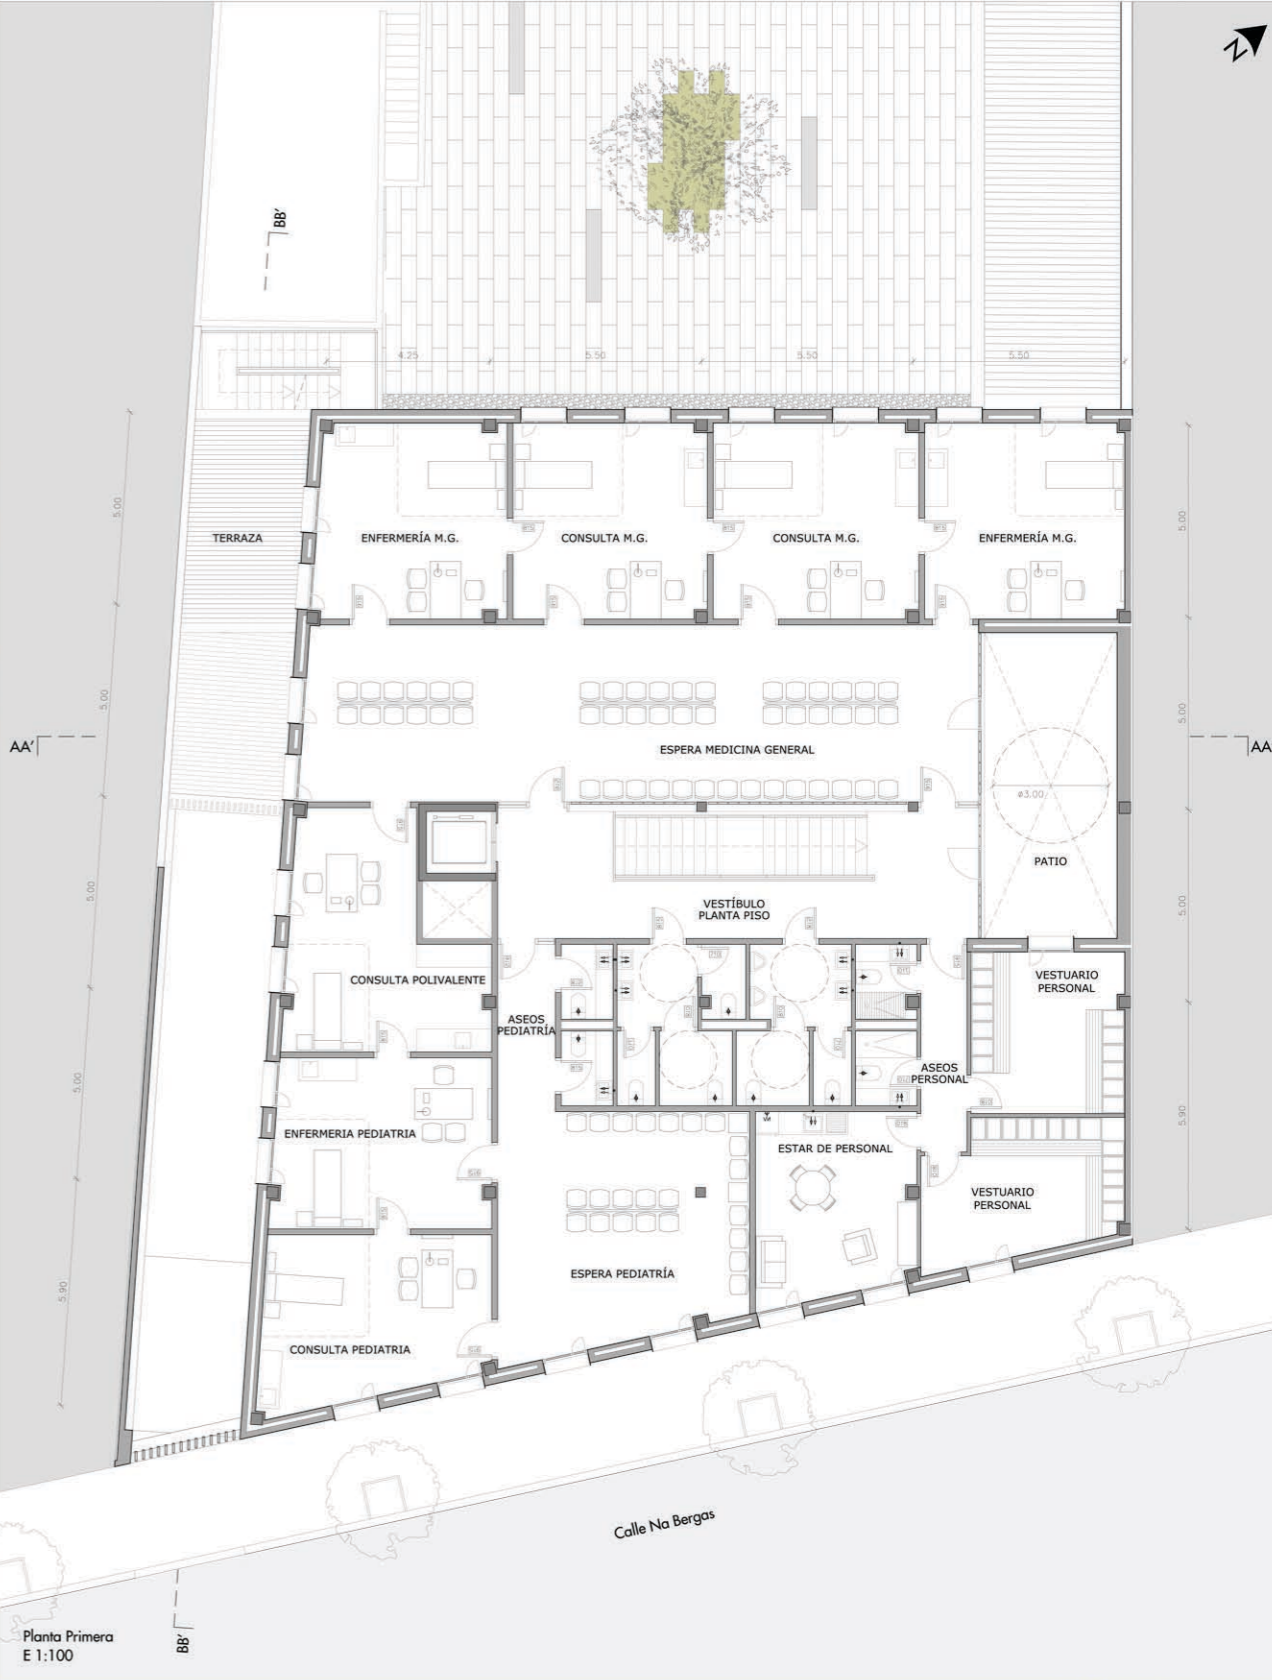 N
BB'
4.25
5.50
5.50
5.50
5.00
5.00
TERRAZA
ENFERMERÍA M.G.
CONSULTA M.G.
CONSULTA M.G.
ENFERMERÍA M.G.
5.00
5.00
AA'
ESPERA MEDICINA GENERAL
AA
ø3.00
PATIO
5.00
5.00
VESTÍBULO
PLANTA PISO
CONSULTA POLIVALENTE
VESTUARIO
PERSONAL
ASEOS
PEDIATRÍA
ASEOS
PERSONAL
5.00
5.90
ENFERMERIA PEDIATRIA
ESTAR DE PERSONAL
VESTUARIO
PERSONAL
ESPERA PEDIATRÍA
5.90
CONSULTA PEDIATRIA
Calle Na Bergas
Planta Primera
E 1:100
BB'